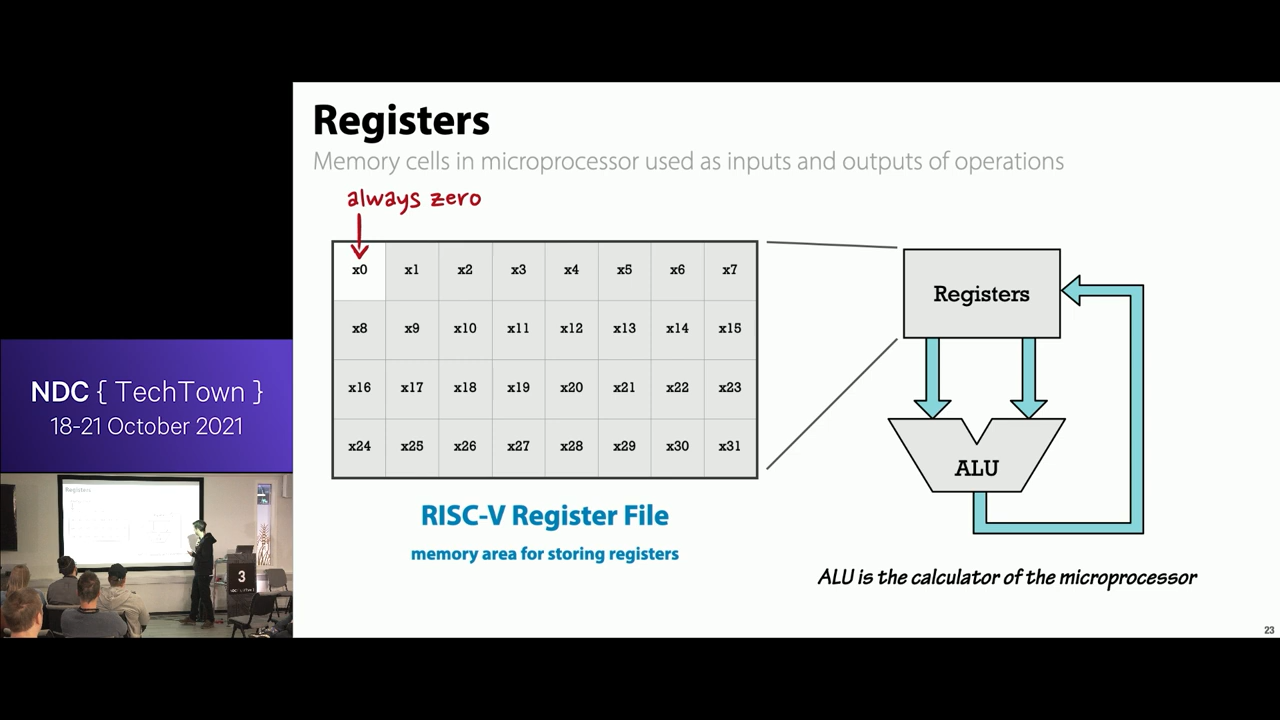 Registers
Memory cells in microprocessor used as inputs and outputs of operations
always zero
x0 x1 x2 x3 x4 x5 x6 x7
x8 x9 x10 x11 x12 x13 x14 x15
x16 x17 x18 x19 x20 x21 x22 x23
x24 x25 x26 x27 x28 x29 x30 x31
RISC-V Register File
memory area for storing registers
Registers
ALU
ALU is the calculator of the microprocessor
23
NDC { TechTown }
18-21 October 2021
Registers
3